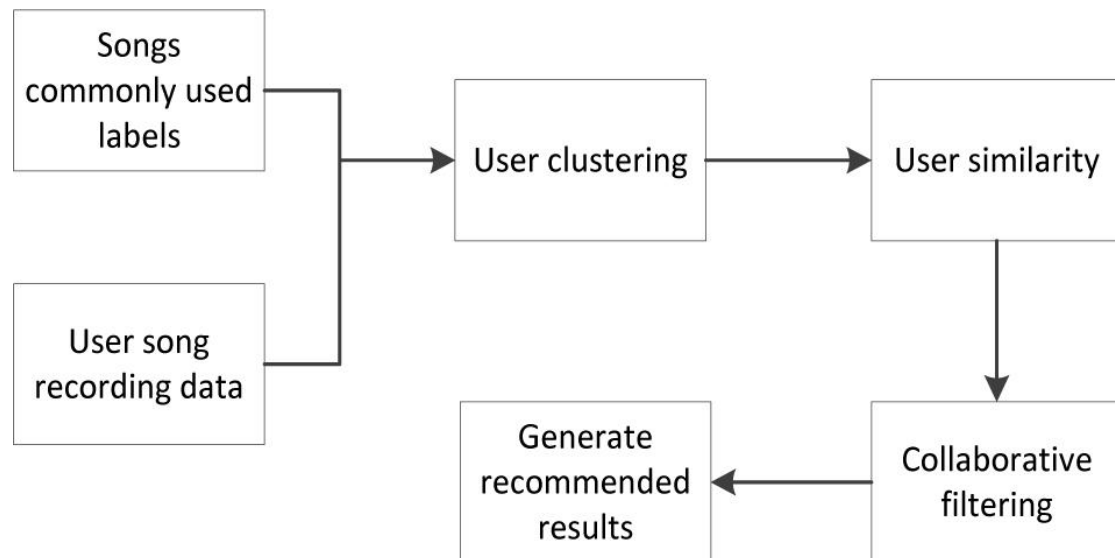 Songs
commonly used
labels
User clustering
User similarity
User song
recording data
Generate
recommended
results
Collaborative
filtering